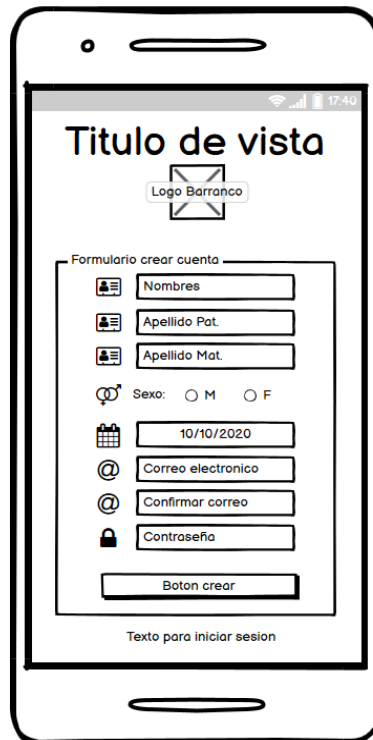 17:40
Titulo de vista
Logo Barranco
Formulario crear cuenta
Nombres
Apellido Pat.
Apellido Mat.
Sexo: M F
10/10/2020
@ Correo electronico
@ Confirmar correo
Contraseña
Boton crear
Texto para iniciar sesion